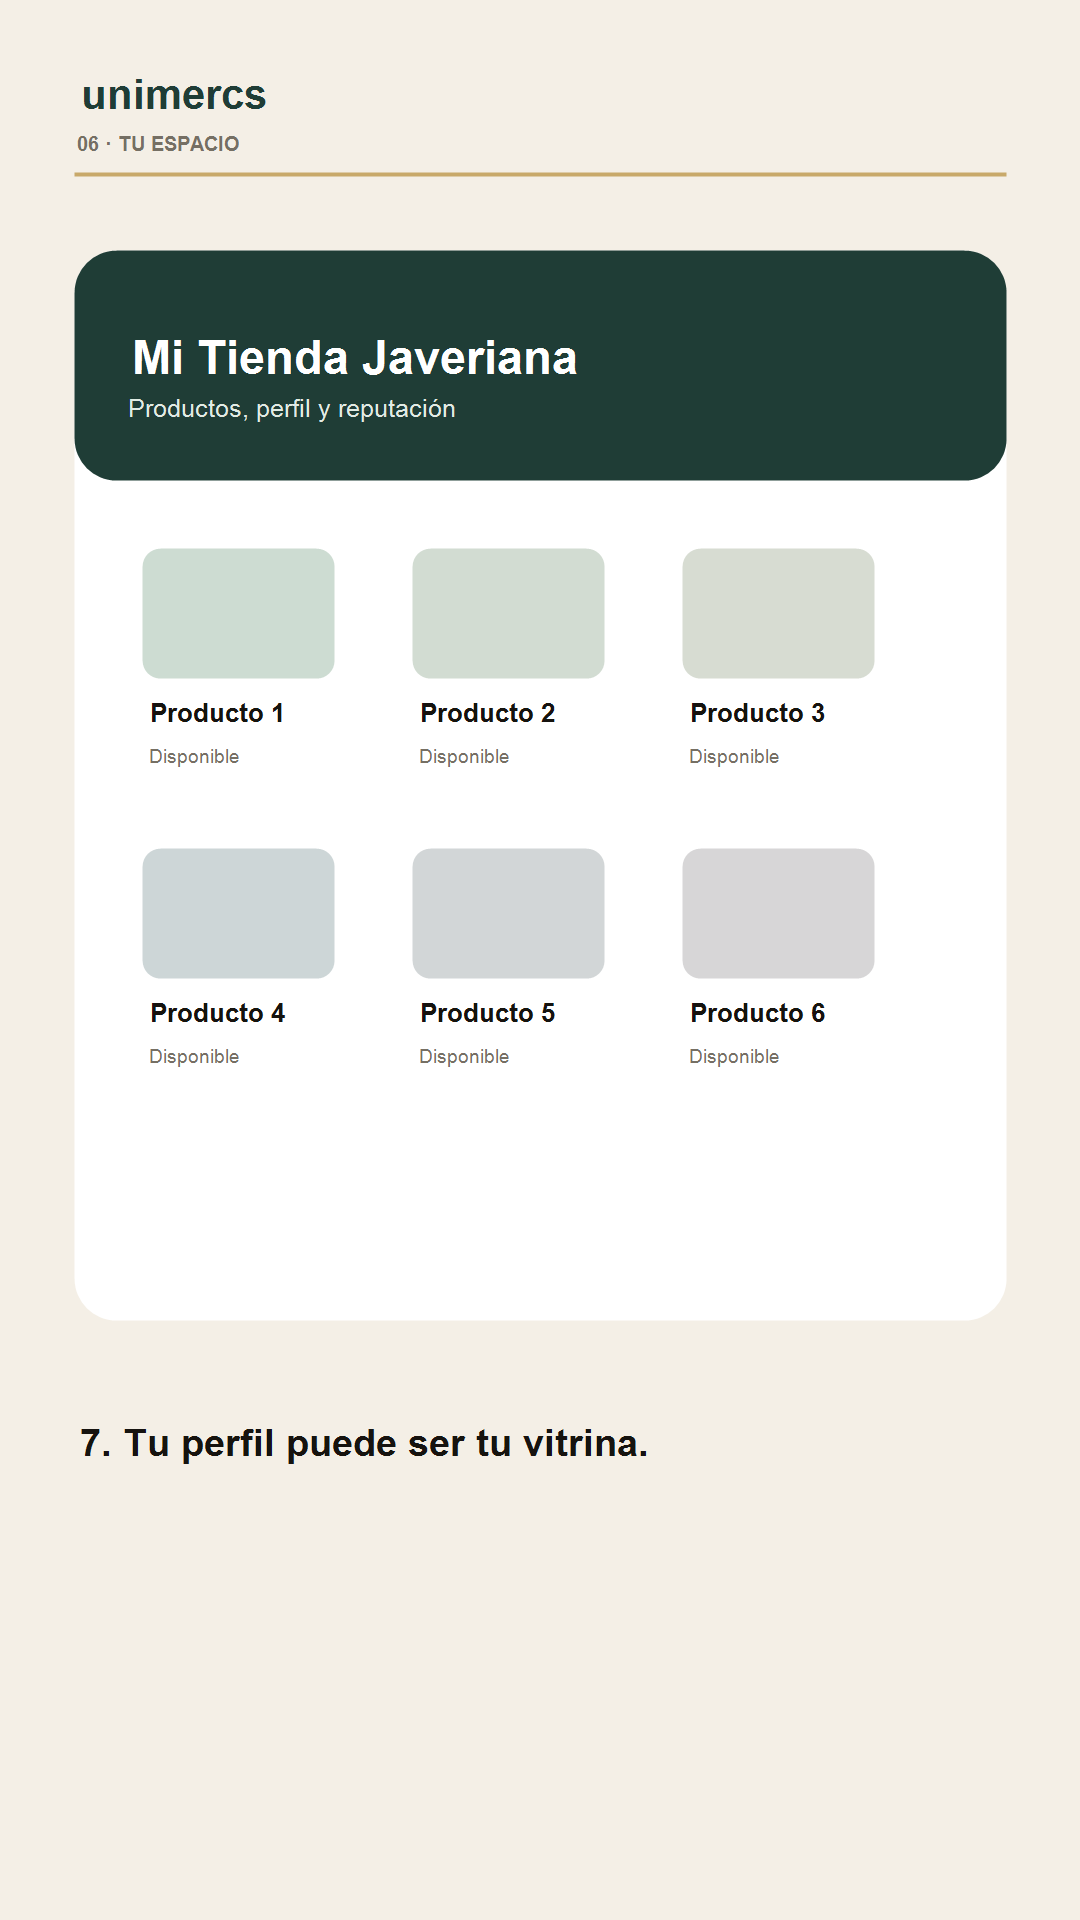 unimercs
06 · TU ESPACIO
Mi Tienda Javeriana
Productos, perfil y reputación
Producto 1
Producto 2
Producto 3
Disponible
Disponible
Disponible
Producto 4
Producto 5
Producto 6
Disponible
Disponible
Disponible
7. Tu perfil puede ser tu vitrina.